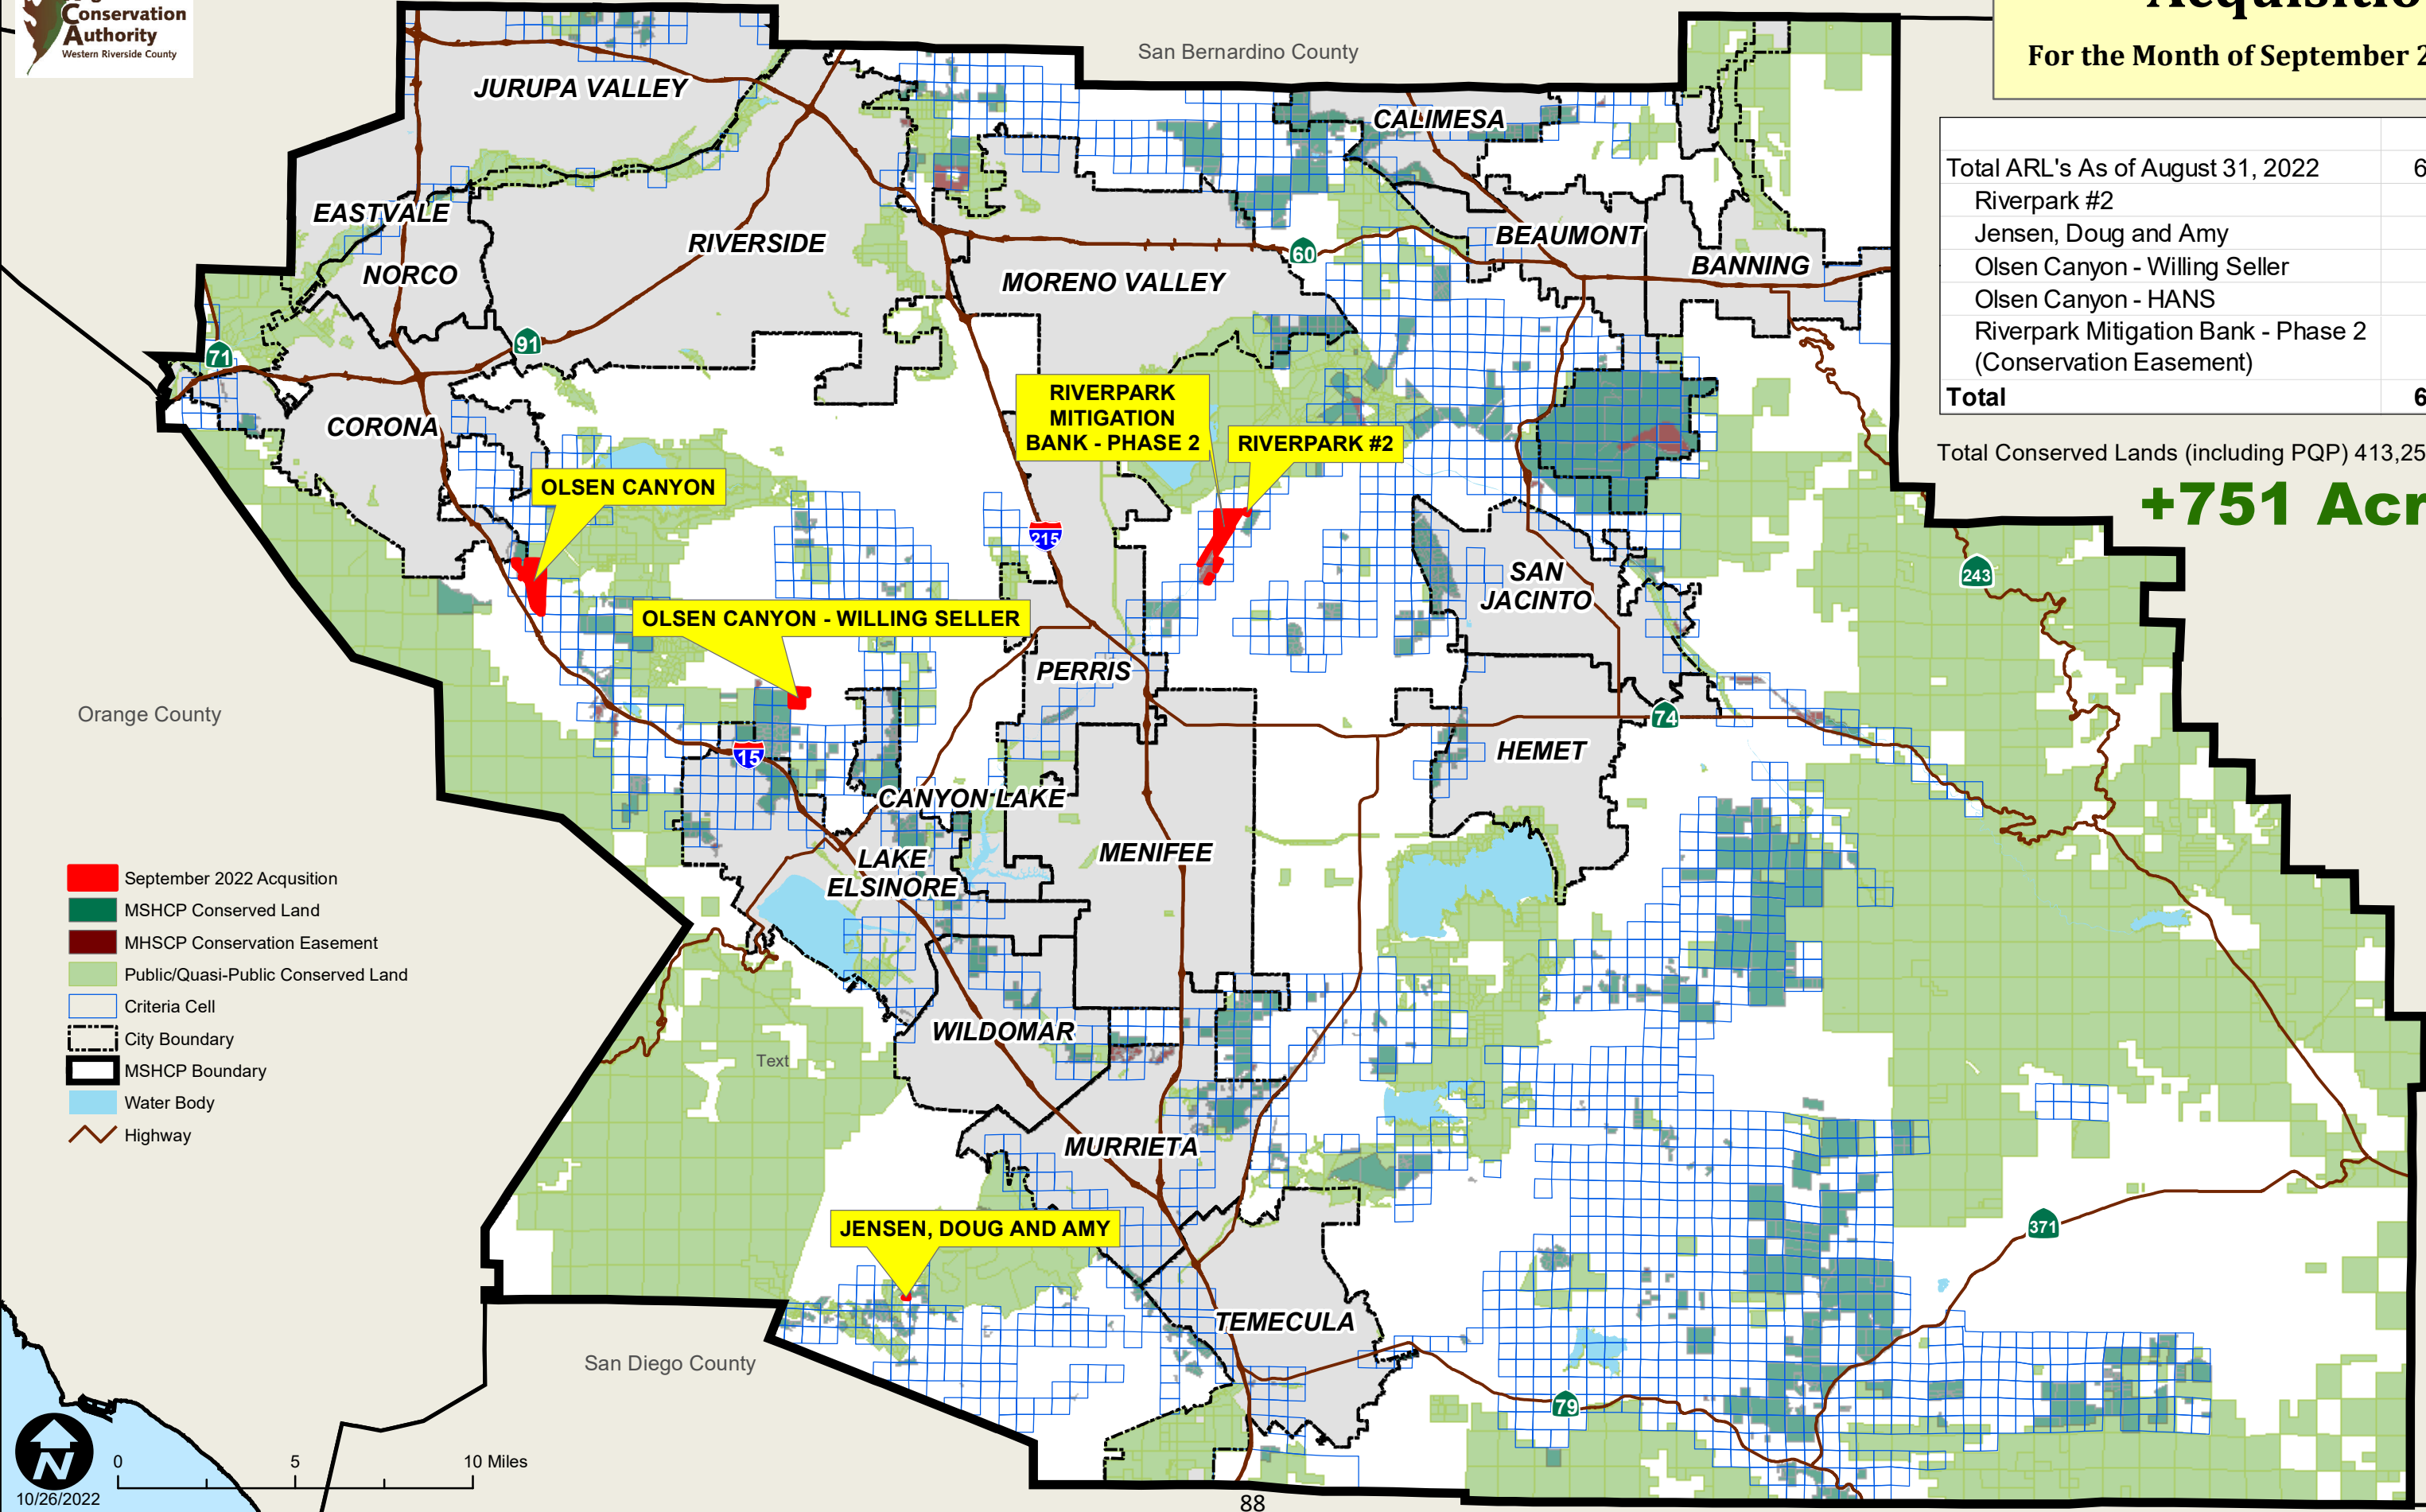 Conservation
Authority
Western Riverside County
For the Month of September 2
Total ARL's As of August 31, 2022 6
Riverpark #2
Jensen, Doug and Amy
Olsen Canyon - Willing Seller
Olsen Canyon - HANS
Riverpark Mitigation Bank - Phase 2
(Conservation Easement)
Total 6
Total Conserved Lands (including PQP) 413,25
+751 Acr
San Bernardino County
JURUPA VALLEY
CALIMESA
EASTVALE
RIVERSIDE
BEAUMONT
60
BANNING
NORCO
MORENO VALLEY
91
71
RIVERPARK
MITIGATION
BANK - PHASE 2
RIVERPARK #2
CORONA
OLSEN CANYON
215
SAN
JACINTO
243
OLSEN CANYON - WILLING SELLER
PERRIS
Orange County
74
HEMET
15
CANYON LAKE
MENIFEE
LAKE
ELSINORE
September 2022 Acqusition
MSHCP Conserved Land
MHSCP Conservation Easement
Public/Quasi-Public Conserved Land
Criteria Cell
City Boundary
MSHCP Boundary
Water Body
Highway
WILDOMAR
Text
MURRIETA
JENSEN, DOUG AND AMY
371
TEMECULA
San Diego County
79
N
0 5 10 Miles
10/26/2022
88